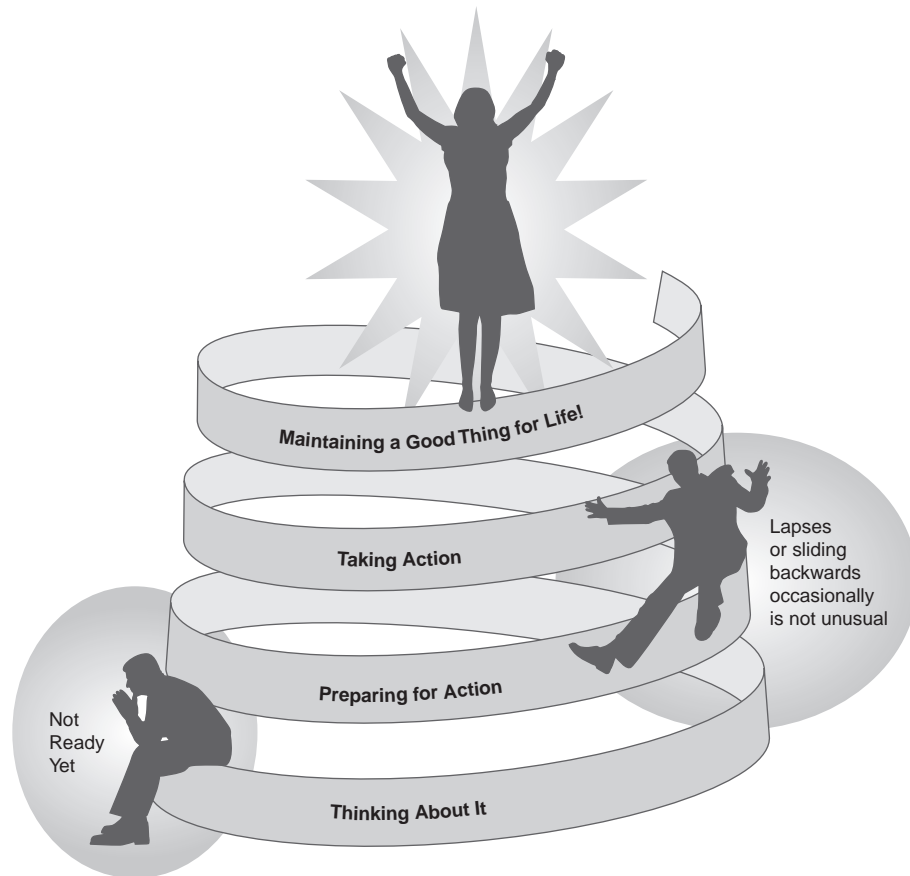 Maintaining a Good Thing for Life!
Taking Action
Lapses
or sliding
backwards
occasionally
is not unusual
Preparing for Action
Not
Ready
Yet
Thinking About It